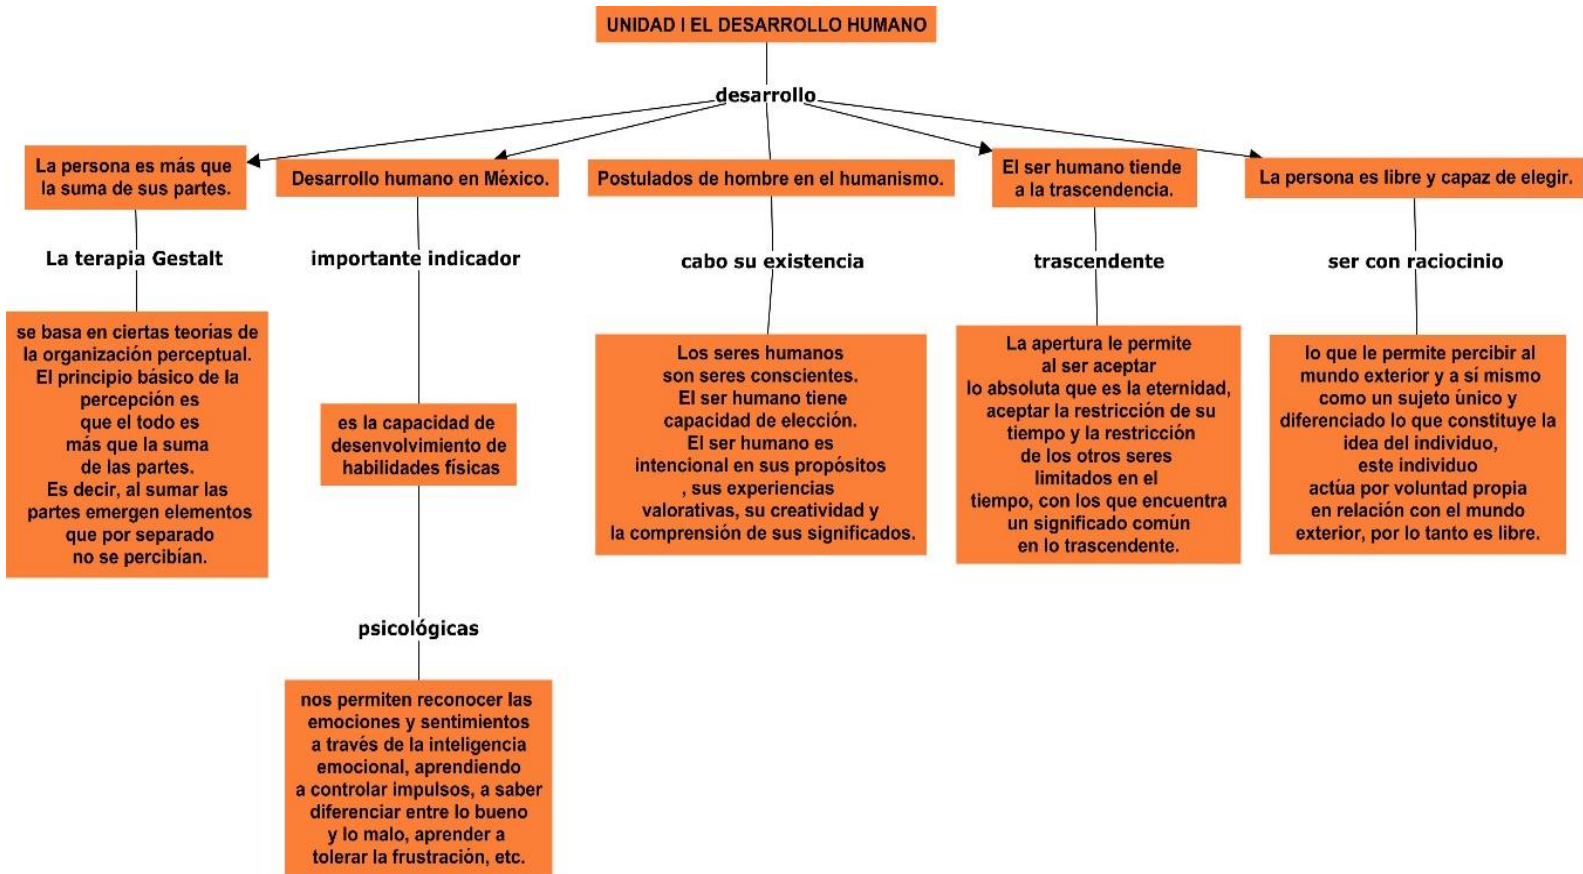 UNIDAD I EL DESARROLLO HUMANO
desarrollo
La persona es más que
la suma de sus partes.
Desarrollo humano en México.
Postulados de hombre en el humanismo.
El ser humano tiende
a la trascendencia.
La persona es libre y capaz de elegir.
La terapia Gestalt
importante indicador
cabo su existencia
trascendente
ser con raciocinio
se basa en ciertas teorías de
la organización perceptual.
El principio básico de la
percepción es
que el todo es
más que la suma
de las partes.
Es decir, al sumar las
partes emergen elementos
que por separado
no se percibían.
es la capacidad de
desenvolvimiento de
habilidades físicas
Los seres humanos
son seres conscientes.
El ser humano tiene
capacidad de elección.
El ser humano es
intencional en sus propósitos
, sus experiencias
valorativas, su creatividad y
la comprensión de sus significados.
La apertura le permite
al ser aceptar
lo absoluta que es la eternidad,
aceptar la restricción de su
tiempo y la restricción
de los otros seres
limitados en el
tiempo, con los que encuentra
un significado común
en lo trascendente.
lo que le permite percibir al
mundo exterior y a sí mismo
como un sujeto único y
diferenciado lo que constituye la
idea del individuo,
este individuo
actúa por voluntad propia
en relación con el mundo
exterior, por lo tanto es libre.
psicológicas
nos permiten reconocer las
emociones y sentimientos
a través de la inteligencia
emocional, aprendiendo
a controlar impulsos, a saber
diferenciar entre lo bueno
y lo malo, aprender a
tolerar la frustración, etc.